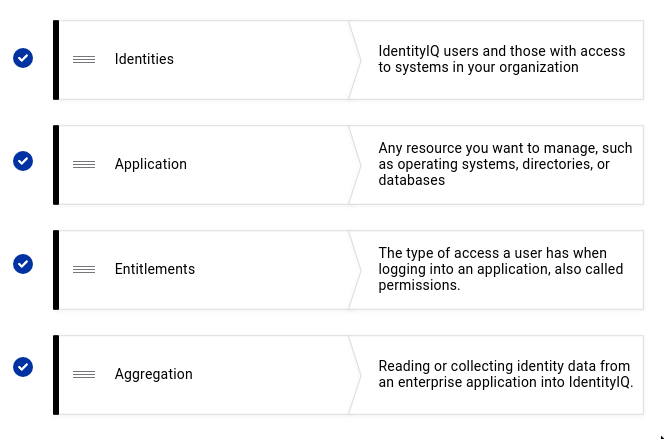 Identities
IdentityIQ users and those with access
to systems in your organization
Application
Any resource you want to manage, such
as operating systems, directories, or
databases
Entitlements
The type of access a user has when
logging into an application, also called
permissions.
Aggregation
Reading or collecting identity data from
an enterprise application into IdentityIQ.